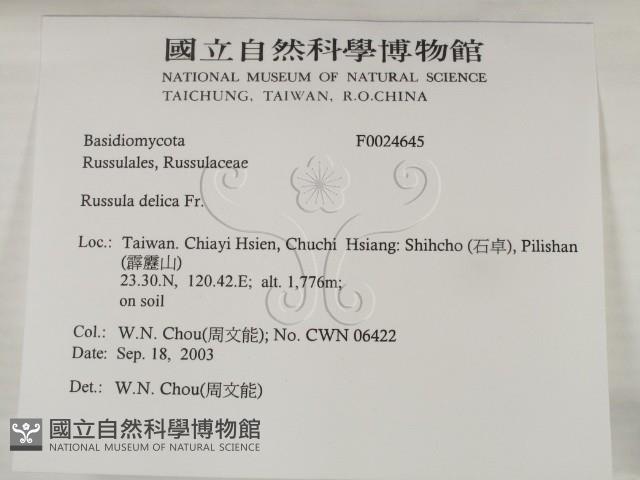 國立自然科學博物館
NATIONAL MUSEUM OF NATURAL SCIENCE
TAICHUNG, TAIWAN, R.O.CHINA
Basidiomycota F0024645
Russulales, Russulaceae
Russula delica Fr.
Loc.: Taiwan. Chiayi Hsien, Chuchi Hsiang: Shihcho (石卓), Pilishan
(霹靂山)
23.30.N, 120.42.E; alt. 1,776m;
on soil
Col.: W.N. Chou(周文能); No. CWN 06422
Date: Sep. 18, 2003
Det.: W.N. Chou(周文能)
國立自然科學博物館
NATIONAL MUSEUM OF NATURAL SCIENCE